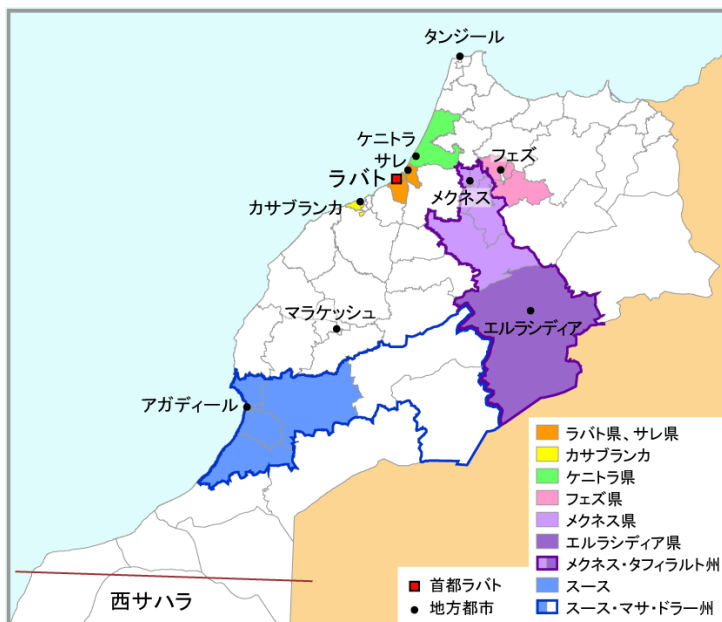 タンジール
ケニトラ
サレ
フェズ
ラバト
メクネス
カサブランカ
マラケッシュ
エルラシディア
アガディール
西サハラ
首都ラバト
地方都市
ラバト県、サレ県
カサブランカ
ケニトラ県
フェズ県
メクネス県
エルラシディア県
メクネス・タフィラルト州
スース
スース・マサ・ドラー州